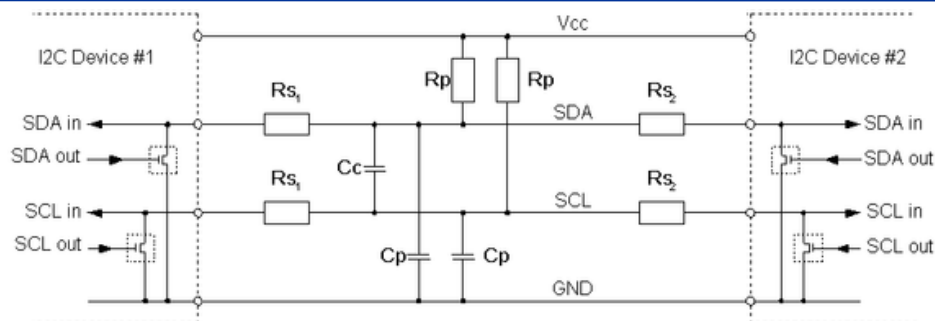 Vcc
I2C Device #1
I2C Device #2
Rp
Rp
Rs1
SDA
Rs2
SDA in
SDA in
SDA out
SDA out
Cc
Rs1
Rs2
SCL in
SCL
SCL in
SCL out
SCL out
Cp
Cp
GND